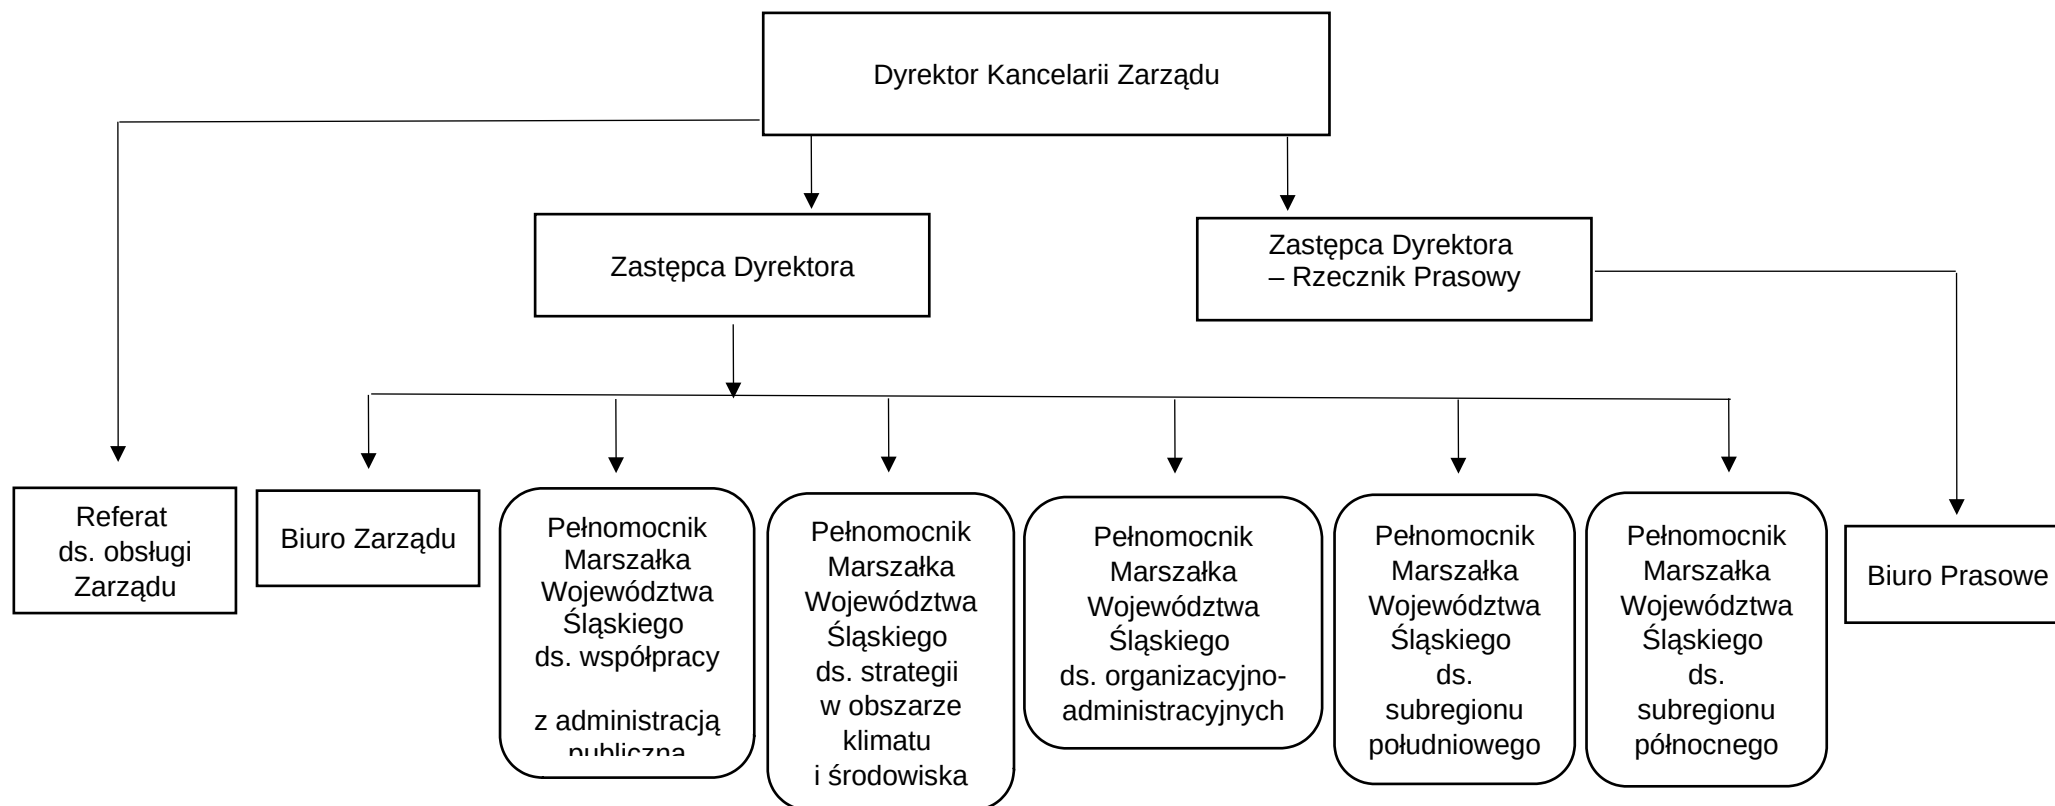 Dyrektor Kancelarii Zarządu
Zastępca Dyrektora
Zastępca Dyrektora
– Rzecznik Prasowy
Referat
ds. obsługi
Zarządu
Biuro Zarządu
Pełnomocnik
Marszałka
Województwa
Śląskiego
ds. współpracy
z administracją
publiczną
Pełnomocnik
Marszałka
Województwa
Śląskiego
ds. strategii
w obszarze
klimatu
i środowiska
Pełnomocnik
Marszałka
Województwa
Śląskiego
ds. organizacyjno-
administracyjnych
Pełnomocnik
Marszałka
Województwa
Śląskiego
ds.
subregionu
południowego
Pełnomocnik
Marszałka
Województwa
Śląskiego
ds.
subregionu
północnego
Biuro Prasowe